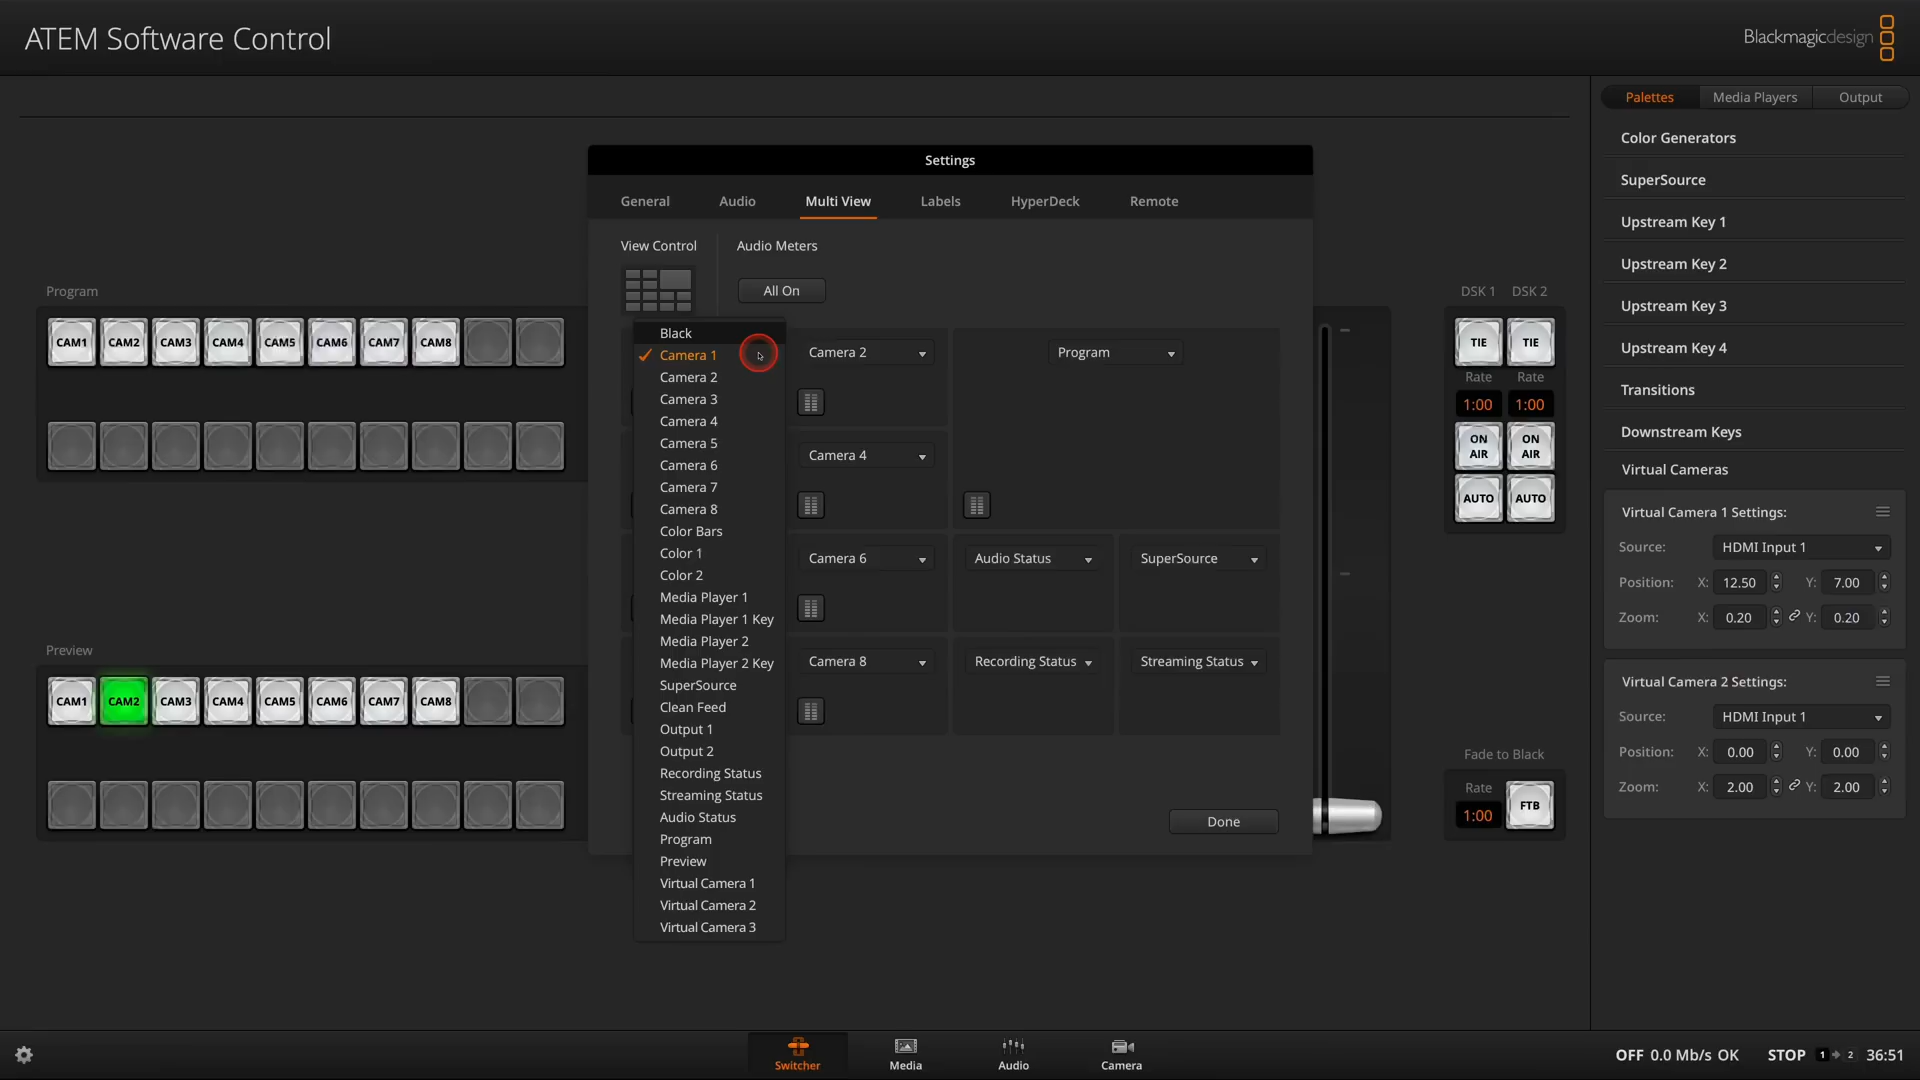 ATEM Software Control
Blackmagicdesign
Palettes
Media Players
Output
Color Generators
SuperSource
Upstream Key 1
Upstream Key 2
Upstream Key 3
Upstream Key 4
Transitions
Downstream Keys
Virtual Cameras
Virtual Camera 1 Settings:
Source: HDMI Input 1
Position: X: 12.50 Y: 7.00
Zoom: X: 0.20 Y: 0.20
Virtual Camera 2 Settings:
Source: HDMI Input 1
Position: X: 0.00 Y: 0.00
Zoom: X: 2.00 Y: 2.00
Settings
General Audio Multi View Labels HyperDeck Remote
View Control
Audio Meters
All On
Black
Camera 1
Camera 2
Camera 3
Camera 4
Camera 5
Camera 6
Camera 7
Camera 8
Color Bars
Color 1
Color 2
Media Player 1
Media Player 1 Key
Media Player 2
Media Player 2 Key
SuperSource
Clean Feed
Output 1
Output 2
Recording Status
Streaming Status
Audio Status
Program
Preview
Virtual Camera 1
Virtual Camera 2
Virtual Camera 3
Camera 2
Program
Camera 4
Camera 6
Audio Status
SuperSource
Camera 8
Recording Status
Streaming Status
Done
Program
CAM1 CAM2 CAM3 CAM4 CAM5 CAM6 CAM7 CAM8
Preview
CAM1 CAM2 CAM3 CAM4 CAM5 CAM6 CAM7 CAM8
DSK 1 DSK 2
TIE TIE
Rate Rate
1:00 1:00
ON AIR ON AIR
AUTO AUTO
Fade to Black
Rate
1:00
FTB
Switcher
Media
Audio
Camera
OFF 0.0 Mb/s OK
STOP 1 2 36:51